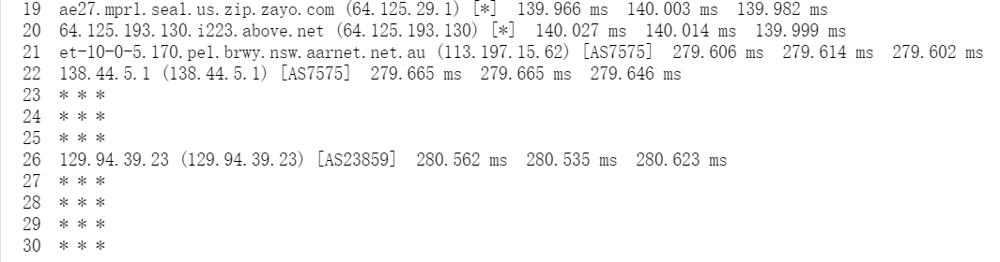 19 ae27.mpr1.sea1.us.zip.zayo.com (64.125.29.1) [*] 139.966 ms 140.003 ms 139.982 ms
20 64.125.193.130.i223.above.net (64.125.193.130) [*] 140.027 ms 140.014 ms 139.999 ms
21 et-10-0-5.170.pe1.brwy.nsw.aarnet.net.au (113.197.15.62) [AS7575] 279.606 ms 279.614 ms 279.602 ms
22 138.44.5.1 (138.44.5.1) [AS7575] 279.665 ms 279.665 ms 279.646 ms
23 * * *
24 * * *
25 * * *
26 129.94.39.23 (129.94.39.23) [AS23859] 280.562 ms 280.535 ms 280.623 ms
27 * * *
28 * * *
29 * * *
30 * * *